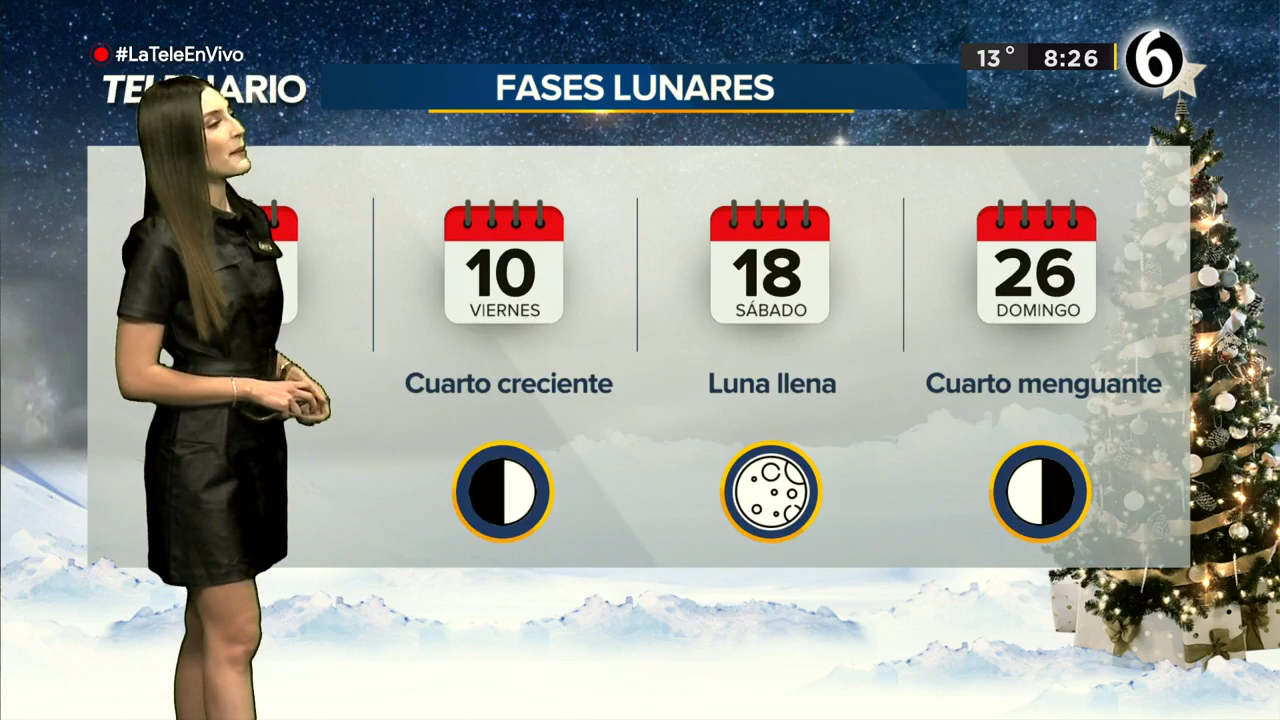 #LaTeleEnVivo
13° 8:26
6
FASES LUNARES
10
VIERNES
Cuarto creciente
18
SÁBADO
Luna llena
26
DOMINGO
Cuarto menguante